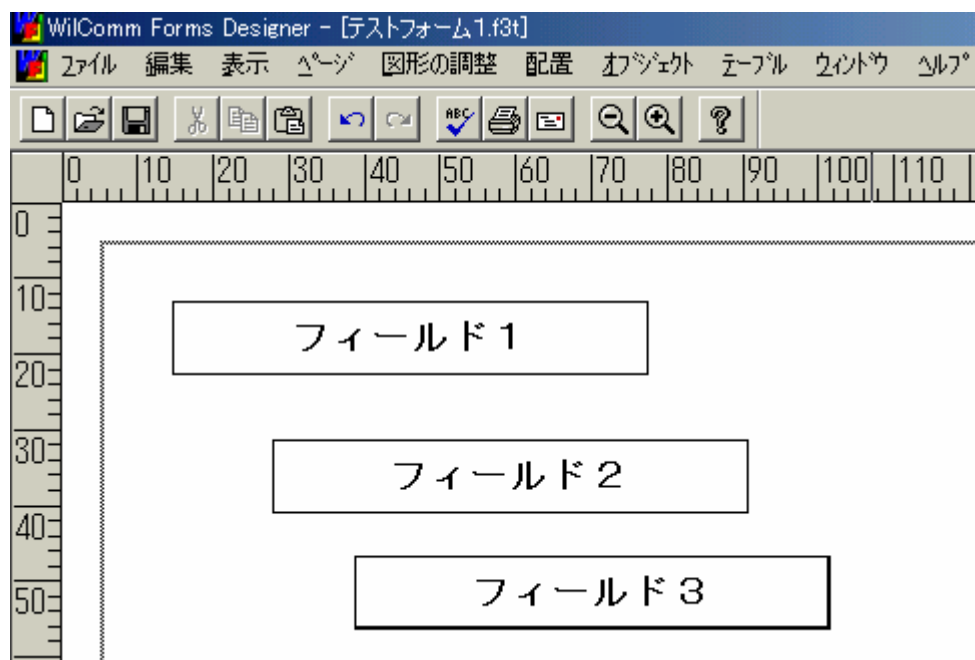 WilComm Forms Designer - [テストフォーム1.f3t]
ファイル 編集 表示 ページ 図形の調整 配置 オブジェクト テーブル ウィンドウ ヘルプ
ABC
0 10 20 30 40 50 60 70 80 90 100 110
0
10
フィールド1
20
30
フィールド2
40
フィールド3
50